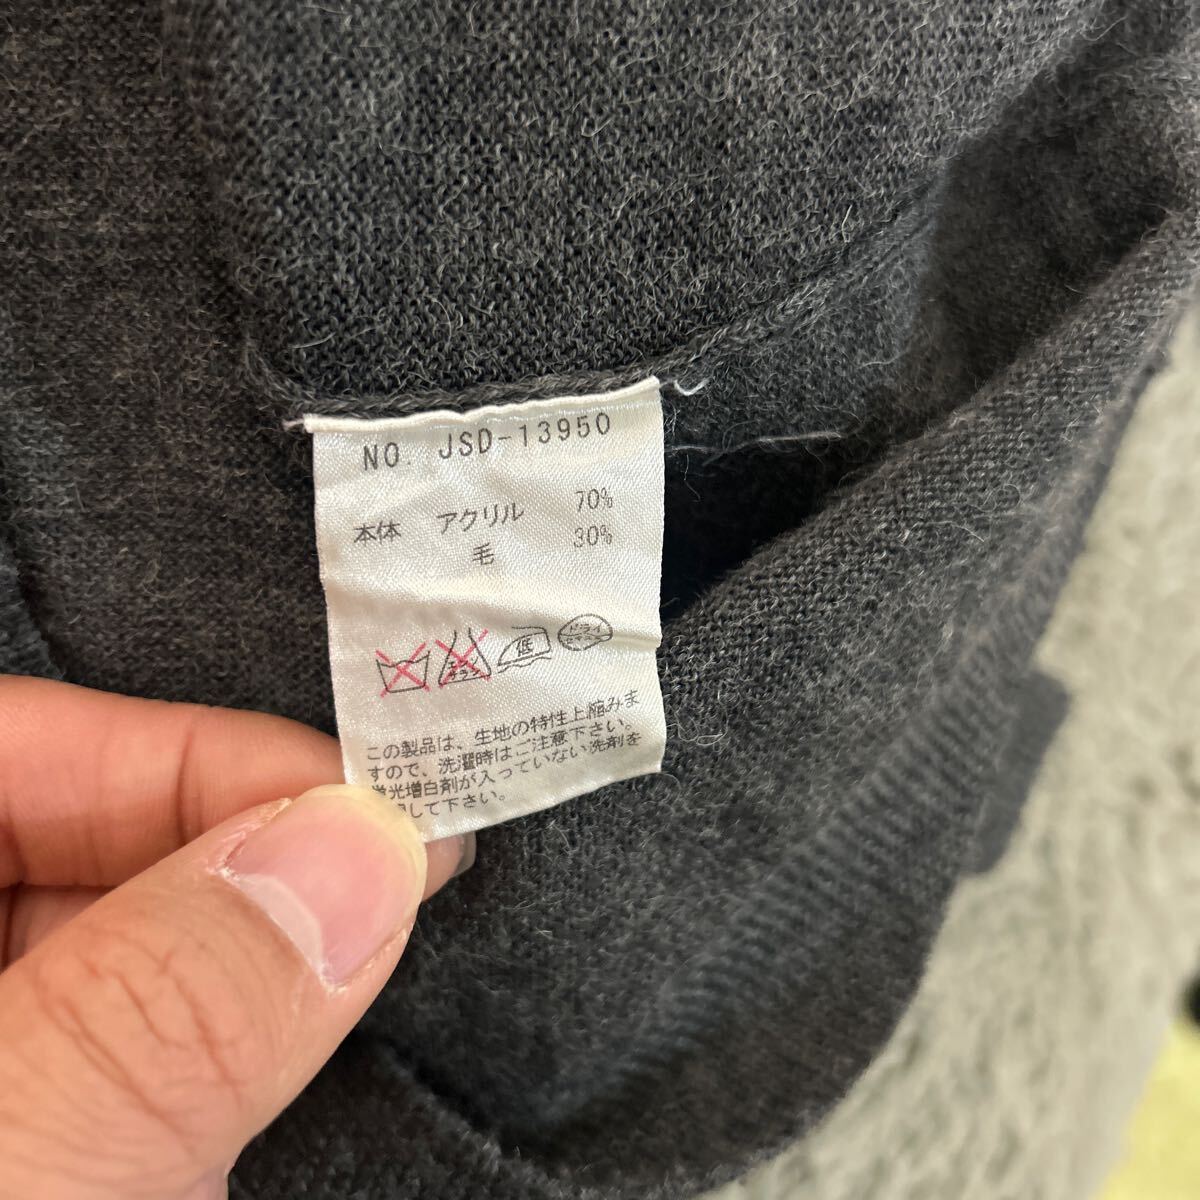 NO. JSD-13950
本体 アクリル 70%
毛 30%
低
ドライ
この製品は、生地の特性上縮みま
すので、洗濯時はご注意下さい。
光増白剤が入っていない洗剤を
して下さい。